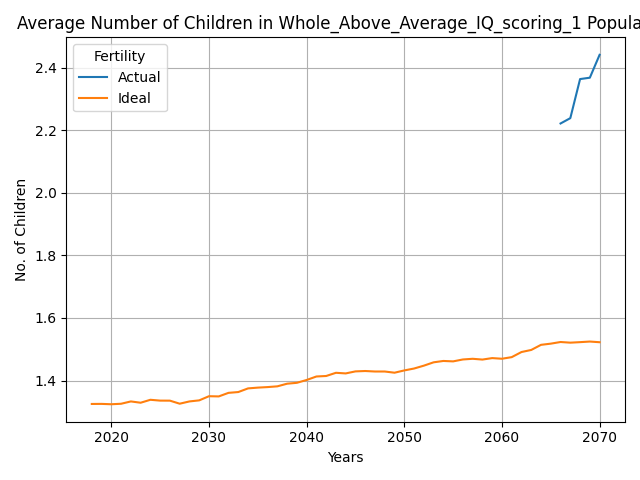 Average Number of Children in Whole_Above_Average_IQ_scoring_1 Popula
Fertility
Actual
Ideal
2.4
2.2
2.0
1.8
1.6
1.4
No. of Children
2020 2030 2040 2050 2060 2070
Years